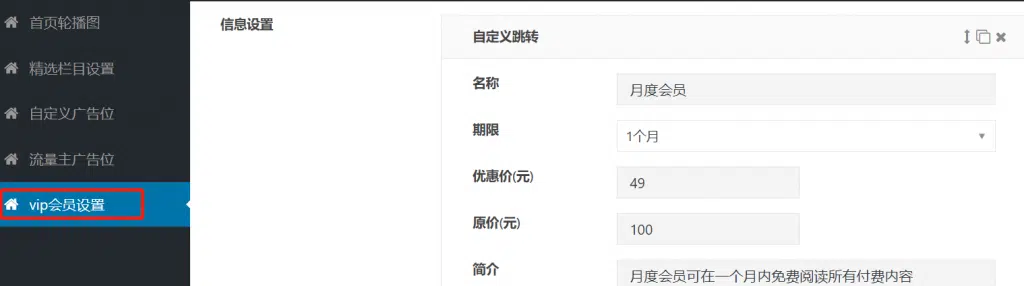 首页轮播图
精选栏目设置
自定义广告位
流量主广告位
vip会员设置
信息设置
自定义跳转
名称
月度会员
期限
1个月
优惠价(元)
49
原价(元)
100
简介
月度会员可在一个月内免费阅读所有付费内容